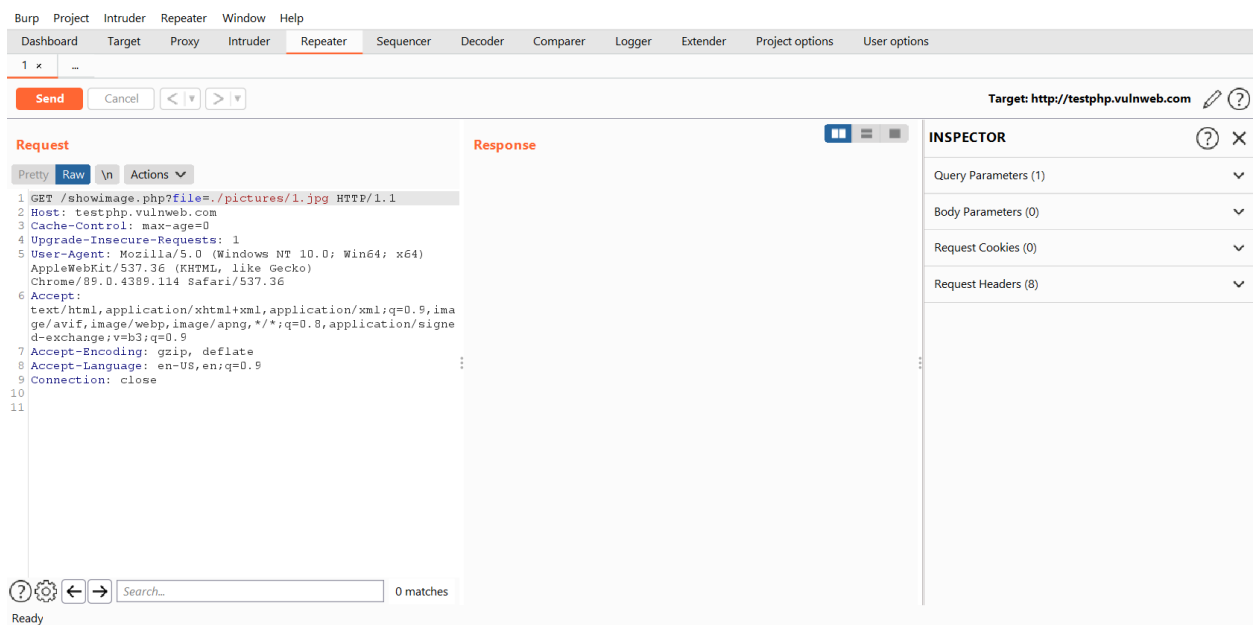 Burp Project Intruder Repeater Window Help
Dashboard Target Proxy Intruder Repeater Sequencer Decoder Comparer Logger Extender Project options User options
1 × ...
Send Cancel < > Target: http://testphp.vulnweb.com ?
Request
Pretty Raw \n Actions
1 GET /showimage.php?file=./pictures/1.jpg HTTP/1.1
2 Host: testphp.vulnweb.com
3 Cache-Control: max-age=0
4 Upgrade-Insecure-Requests: 1
5 User-Agent: Mozilla/5.0 (Windows NT 10.0; Win64; x64)
AppleWebKit/537.36 (KHTML, like Gecko)
Chrome/89.0.4389.114 Safari/537.36
6 Accept:
text/html,application/xhtml+xml,application/xml;q=0.9,ima
ge/avif,image/webp,image/apng,*/*;q=0.8,application/signe
d-exchange;v=b3;q=0.9
7 Accept-Encoding: gzip, deflate
8 Accept-Language: en-US,en;q=0.9
9 Connection: close
10
11
? Search... 0 matches
Response
INSPECTOR ?
Query Parameters (1)
Body Parameters (0)
Request Cookies (0)
Request Headers (8)
Ready